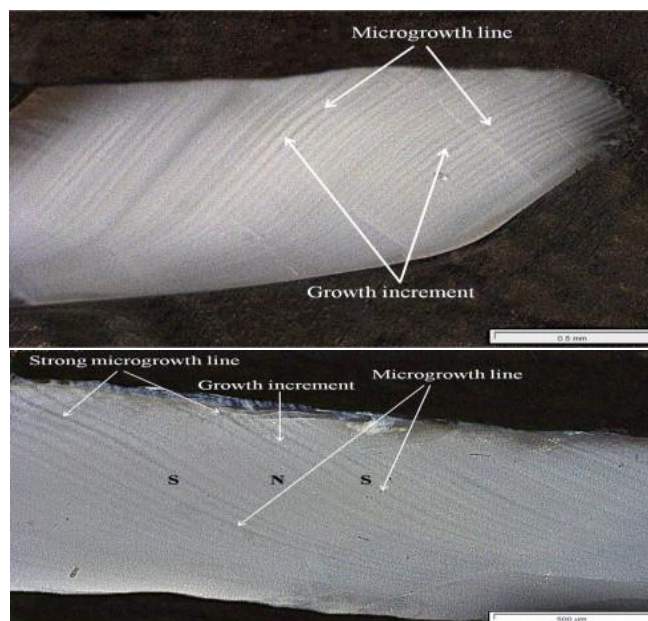 Microgrowth line
Growth increment
0.5 mm
Strong microgrowth line
Growth increment
Microgrowth line
S
N
S
500 µm